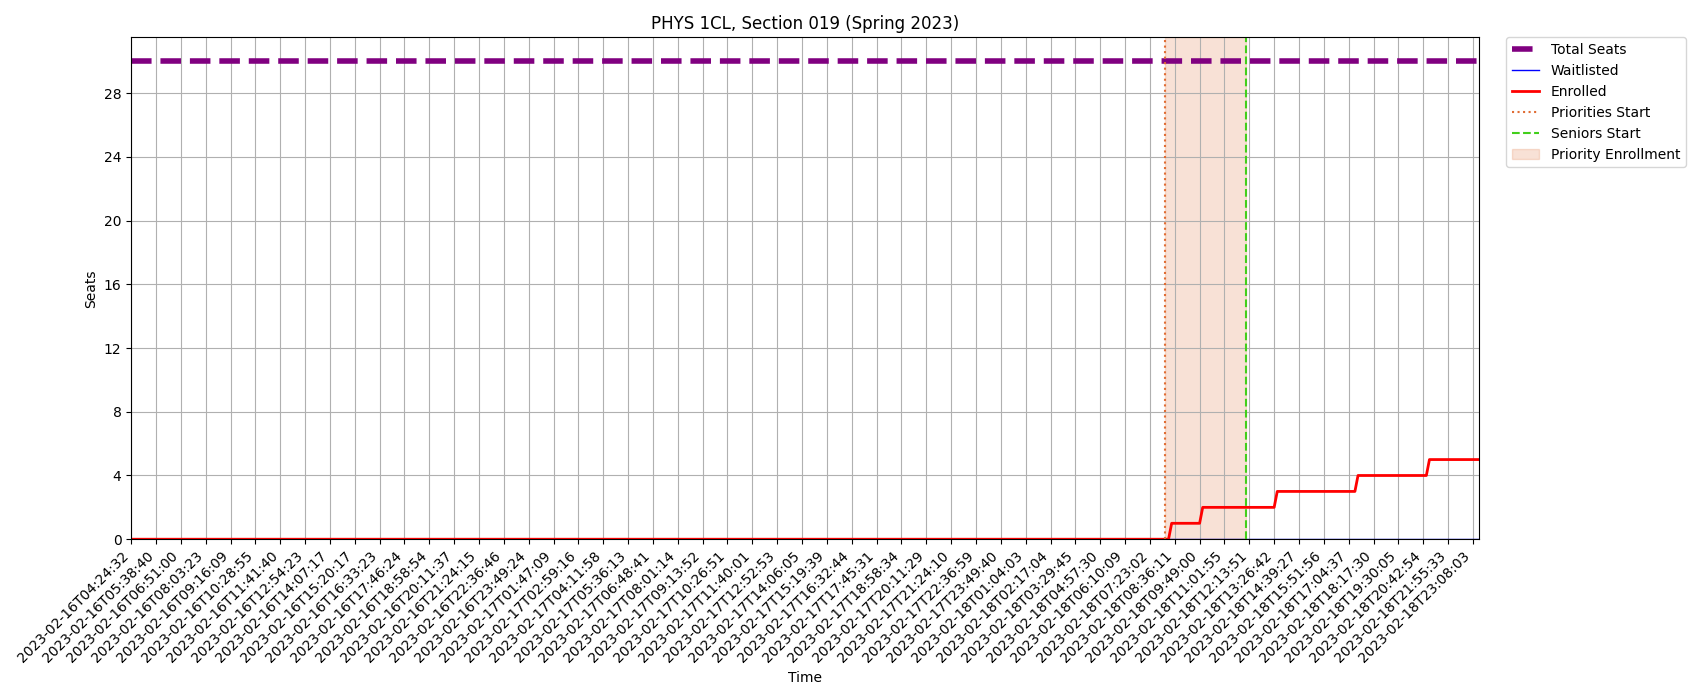 PHYS 1CL, Section 019 (Spring 2023)
Total Seats
Waitlisted
Enrolled
Priorities Start
Seniors Start
Priority Enrollment
Seats
28
24
20
16
12
8
4
0
2023-02-16T04:24:32
2023-02-16T05:38:40
2023-02-16T06:51:00
2023-02-16T08:03:23
2023-02-16T09:16:09
2023-02-16T10:28:55
2023-02-16T11:41:40
2023-02-16T12:54:23
2023-02-16T14:07:17
2023-02-16T15:20:17
2023-02-16T16:33:23
2023-02-16T17:46:24
2023-02-16T18:58:54
2023-02-16T20:11:37
2023-02-16T21:24:15
2023-02-16T22:36:46
2023-02-16T23:49:24
2023-02-17T01:47:09
2023-02-17T02:59:16
2023-02-17T04:11:58
2023-02-17T05:36:13
2023-02-17T06:48:41
2023-02-17T08:01:14
2023-02-17T09:13:52
2023-02-17T10:26:51
2023-02-17T11:40:01
2023-02-17T12:52:53
2023-02-17T14:06:05
2023-02-17T15:19:39
2023-02-17T16:32:44
2023-02-17T17:45:31
2023-02-17T18:58:34
2023-02-17T20:11:29
2023-02-17T21:24:10
2023-02-17T22:36:59
2023-02-17T23:49:40
2023-02-18T01:04:03
2023-02-18T02:17:04
2023-02-18T03:29:45
2023-02-18T04:57:30
2023-02-18T06:10:09
2023-02-18T07:23:02
2023-02-18T08:36:11
2023-02-18T09:49:00
2023-02-18T11:01:55
2023-02-18T12:13:51
2023-02-18T13:26:42
2023-02-18T14:39:27
2023-02-18T15:51:56
2023-02-18T17:04:37
2023-02-18T18:17:30
2023-02-18T19:30:05
2023-02-18T20:42:54
2023-02-18T21:55:33
2023-02-18T23:08:03
Time